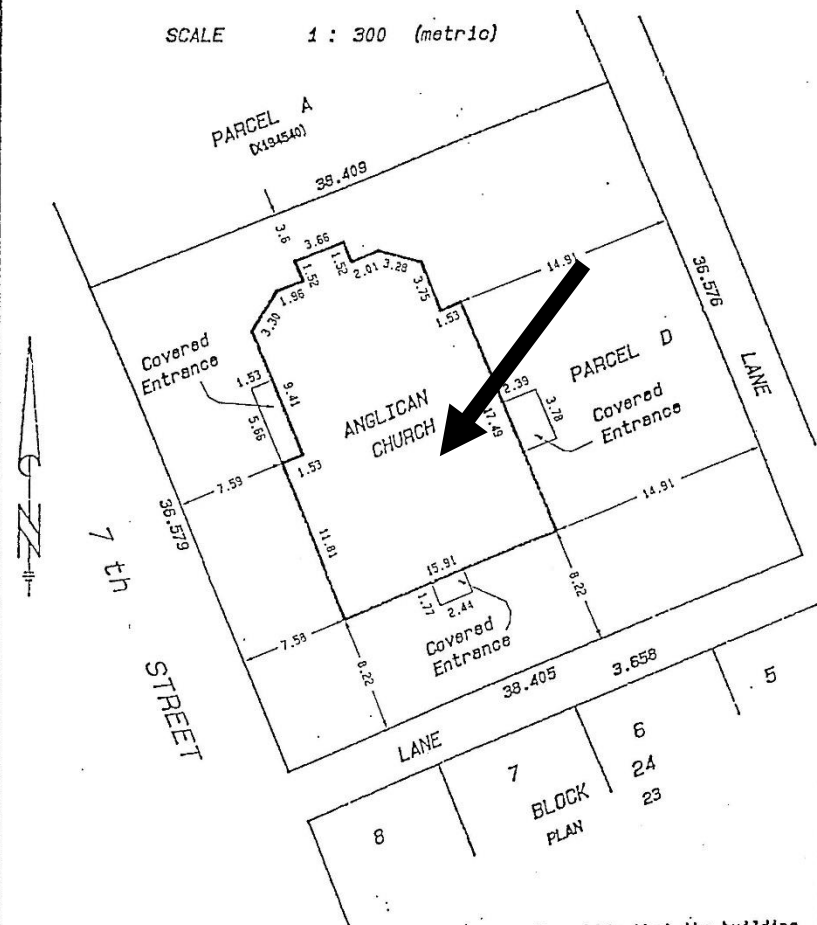 SCALE 1 : 300 (metric)
PARCEL A
(X194540)
38.409
3.6
3.66
1.52
1.52
1.96
2.01
3.28
3.30
3.75
1.53
14.91
36.576
LANE
Covered
Entrance
1.53
9.41
5.66
1.53
ANGLICAN
CHURCH
17.49
2.39
3.78
PARCEL D
Covered
Entrance
7.59
36.579
7 th STREET
11.81
14.91
15.91
1.77
2.44
Covered
Entrance
8.22
7.58
8.22
38.405
3.658
LANE
5
6
7
8
BLOCK 24
PLAN 23
N
that the building